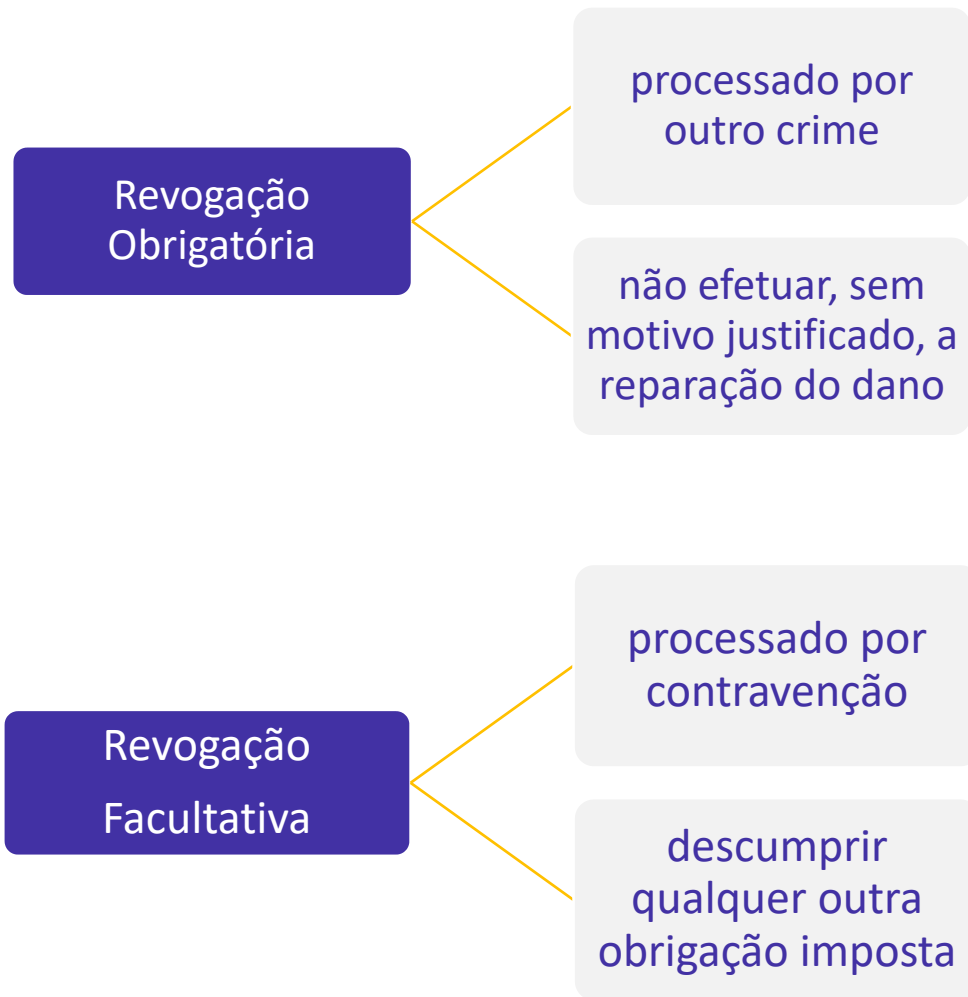 Revogação
Obrigatória
processado por
outro crime
não efetuar, sem
motivo justificado, a
reparação do dano
Revogação
Facultativa
processado por
contravenção
descumprir
qualquer outra
obrigação imposta